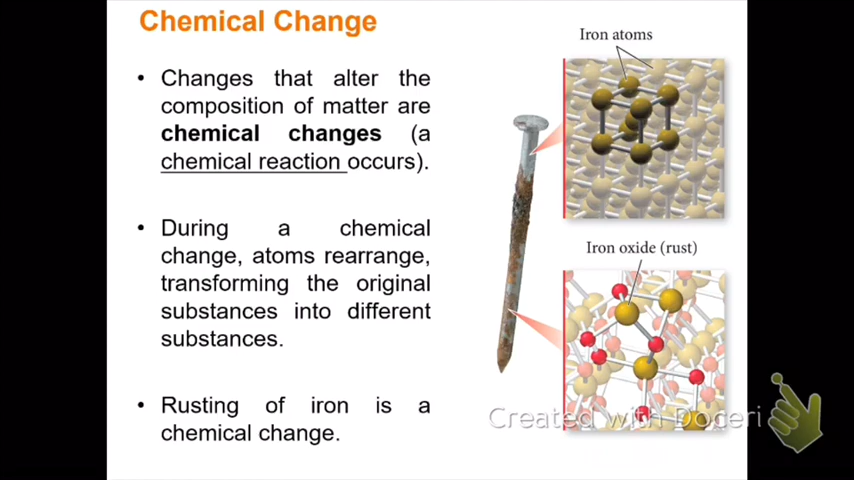 Chemical Change
• Changes that alter the
composition of matter are
chemical changes (a
chemical reaction occurs).
• During a chemical
change, atoms rearrange,
transforming the original
substances into different
substances.
• Rusting of iron is a
chemical change.
Iron atoms
Iron oxide (rust)
Created with Doceri